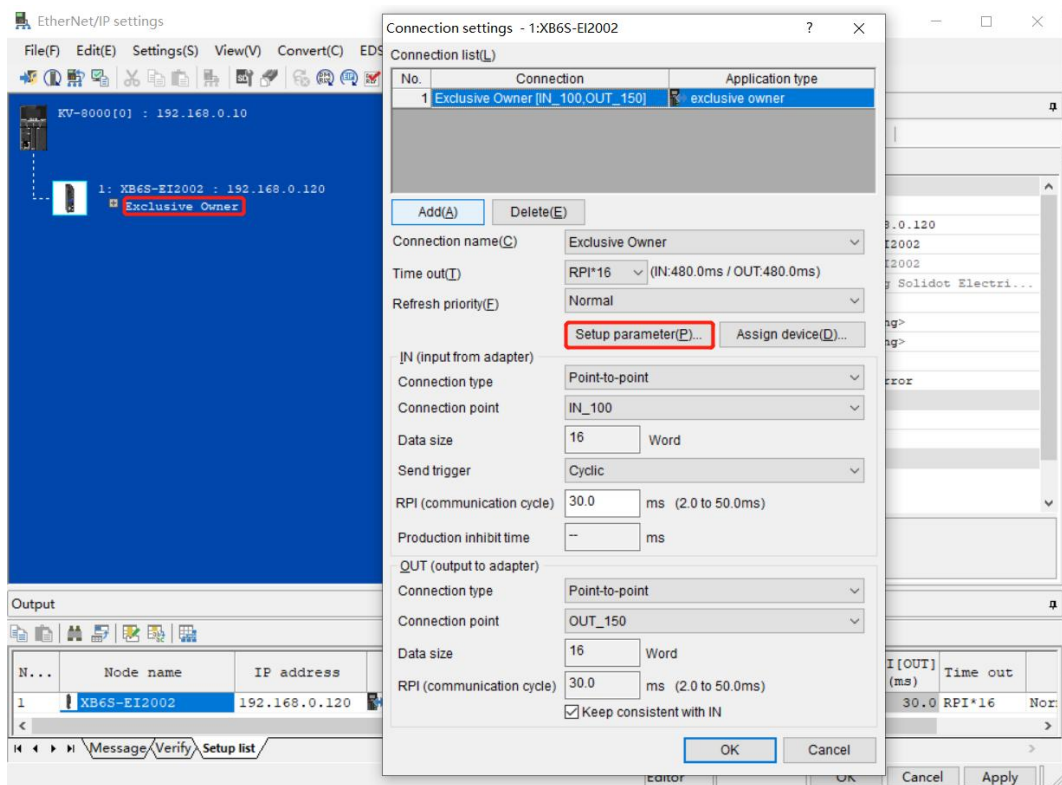 EtherNet/IP settings
File(F) Edit(E) Settings(S) View(V) Convert(C) EDS
KV-8000[0] : 192.168.0.10
1: XB6S-EI2002 : 192.168.0.120
Exclusive Owner
Connection settings - 1:XB6S-EI2002
Connection list(L)
No. Connection Application type
1 Exclusive Owner [IN_100,OUT_150] exclusive owner
Add(A) Delete(E)
Connection name(C) Exclusive Owner
Time out(T) RPI*16 (IN:480.0ms / OUT:480.0ms)
Refresh priority(F) Normal
Setup parameter(P)... Assign device(D)...
IN (input from adapter)
Connection type Point-to-point
Connection point IN_100
Data size 16 Word
Send trigger Cyclic
RPI (communication cycle) 30.0 ms (2.0 to 50.0ms)
Production inhibit time -- ms
OUT (output to adapter)
Connection type Point-to-point
Connection point OUT_150
Data size 16 Word
RPI (communication cycle) 30.0 ms (2.0 to 50.0ms)
Keep consistent with IN
OK Cancel
.0.120
I2002
I2002
g Solidot Electri...
ng>
ng>
rror
Output
N... Node name IP address I[OUT] (ms) Time out
1 XB6S-EI2002 192.168.0.120 30.0 RPI*16 Nor
Message Verify Setup list
Editor OK Cancel Apply